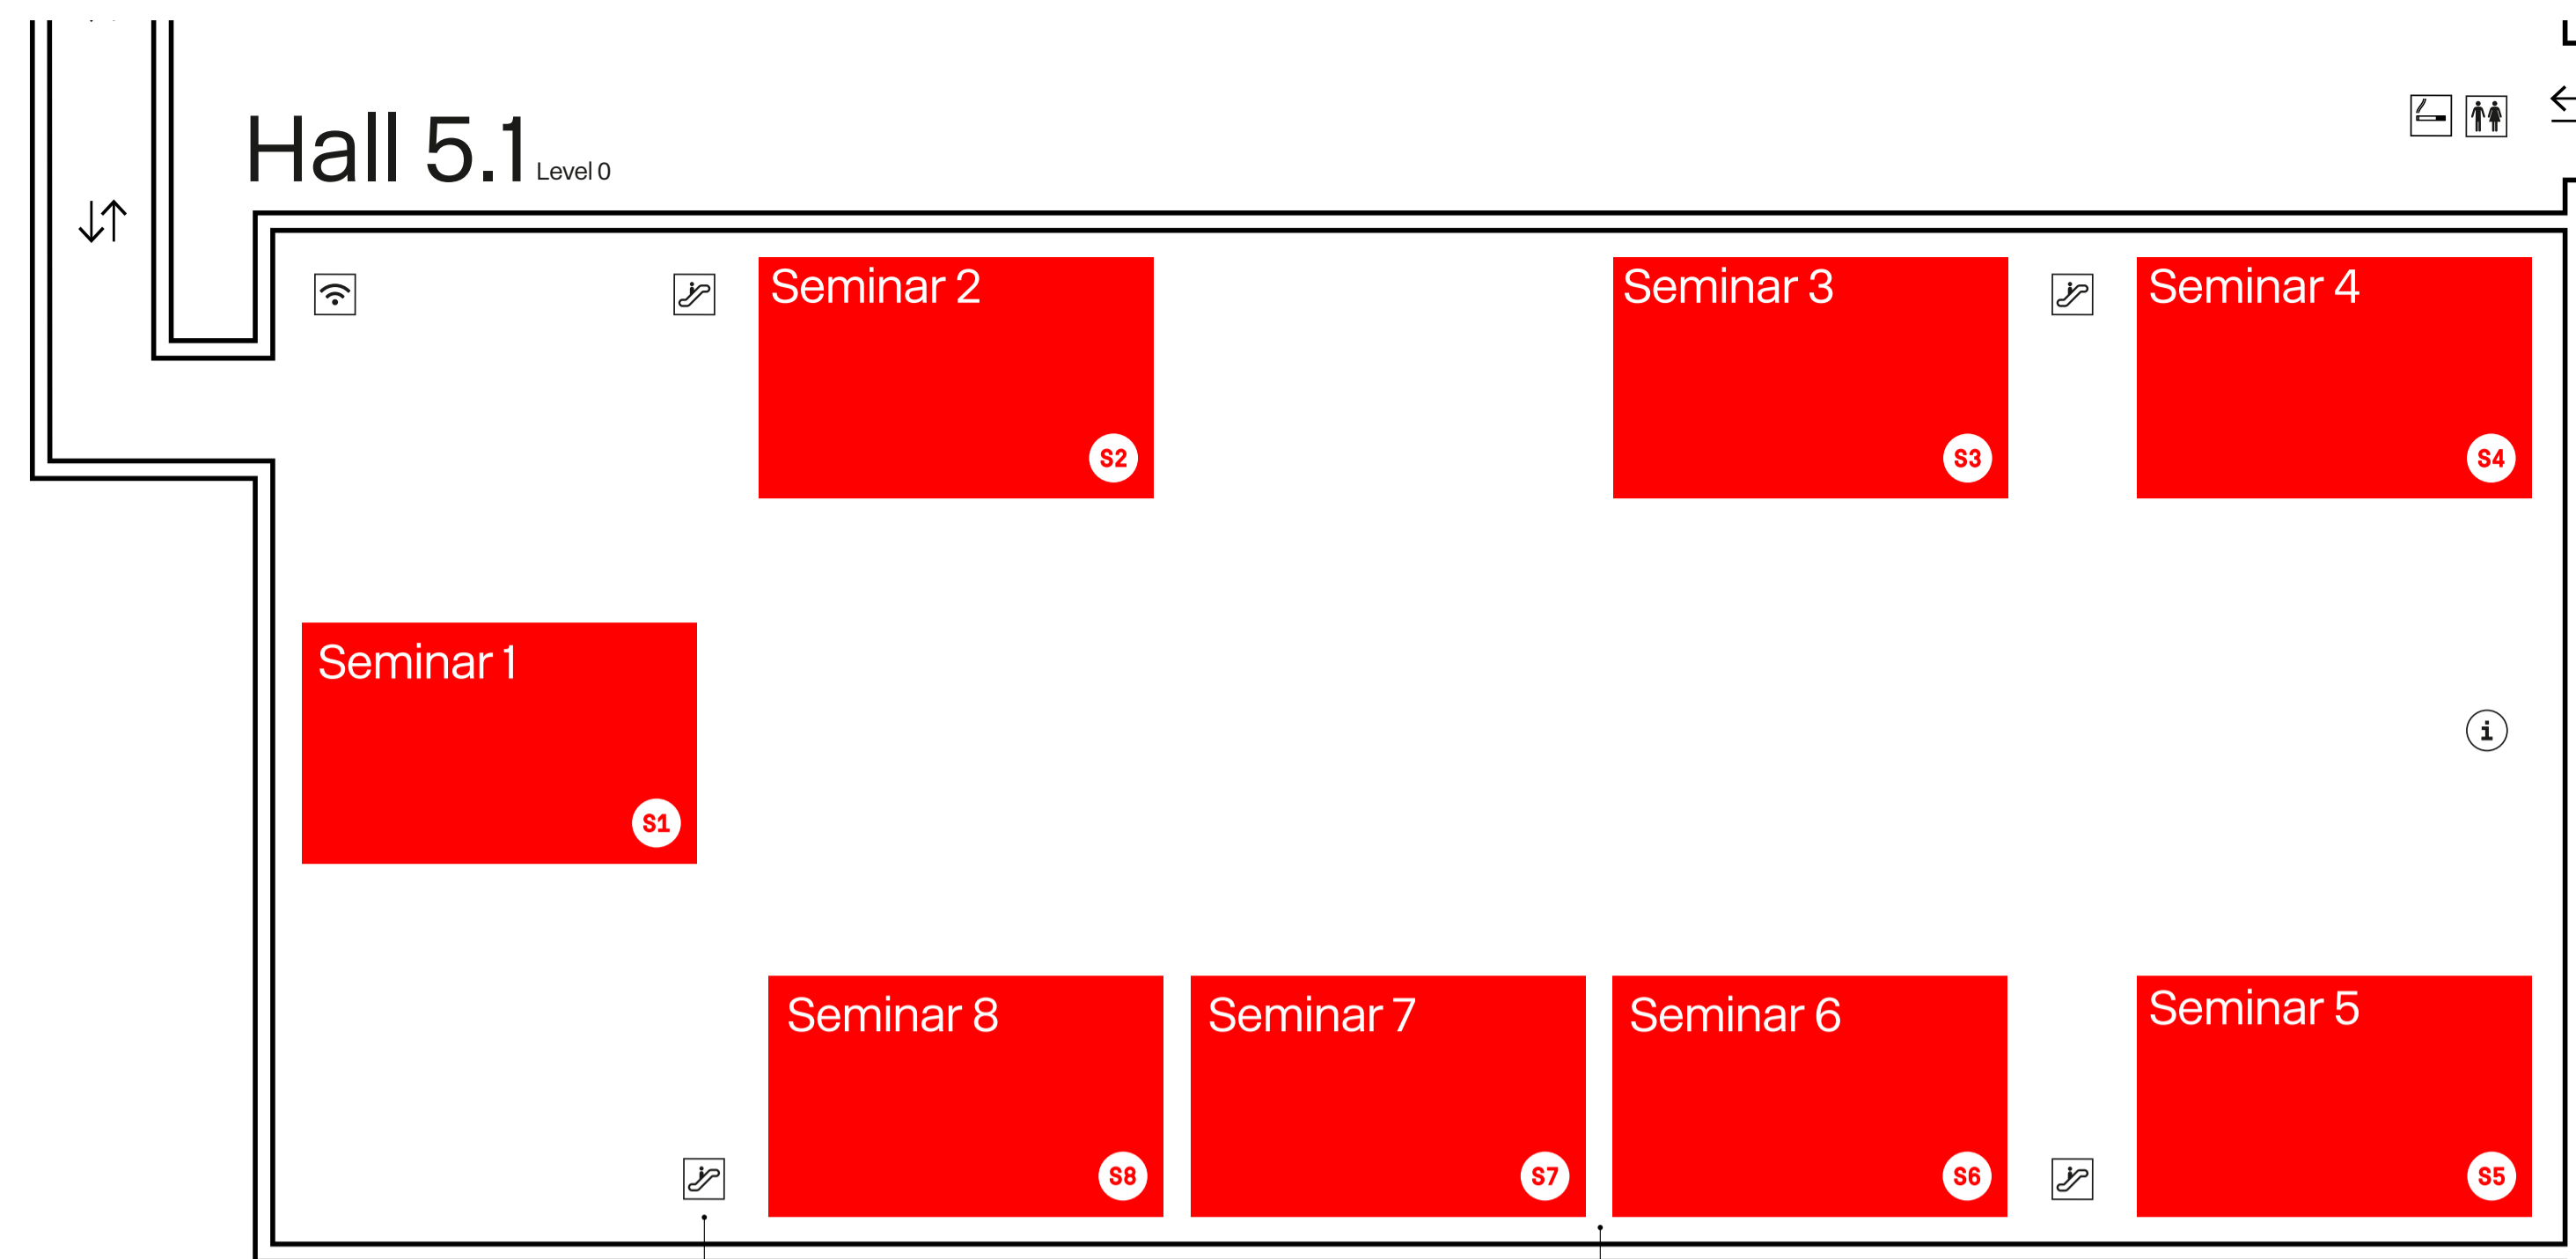 Hall 5.1 Level 0
Seminar 2
S2
Seminar 3
S3
Seminar 4
S4
Seminar 1
S1
i
Seminar 8
S8
Seminar 7
S7
Seminar 6
S6
Seminar 5
S5